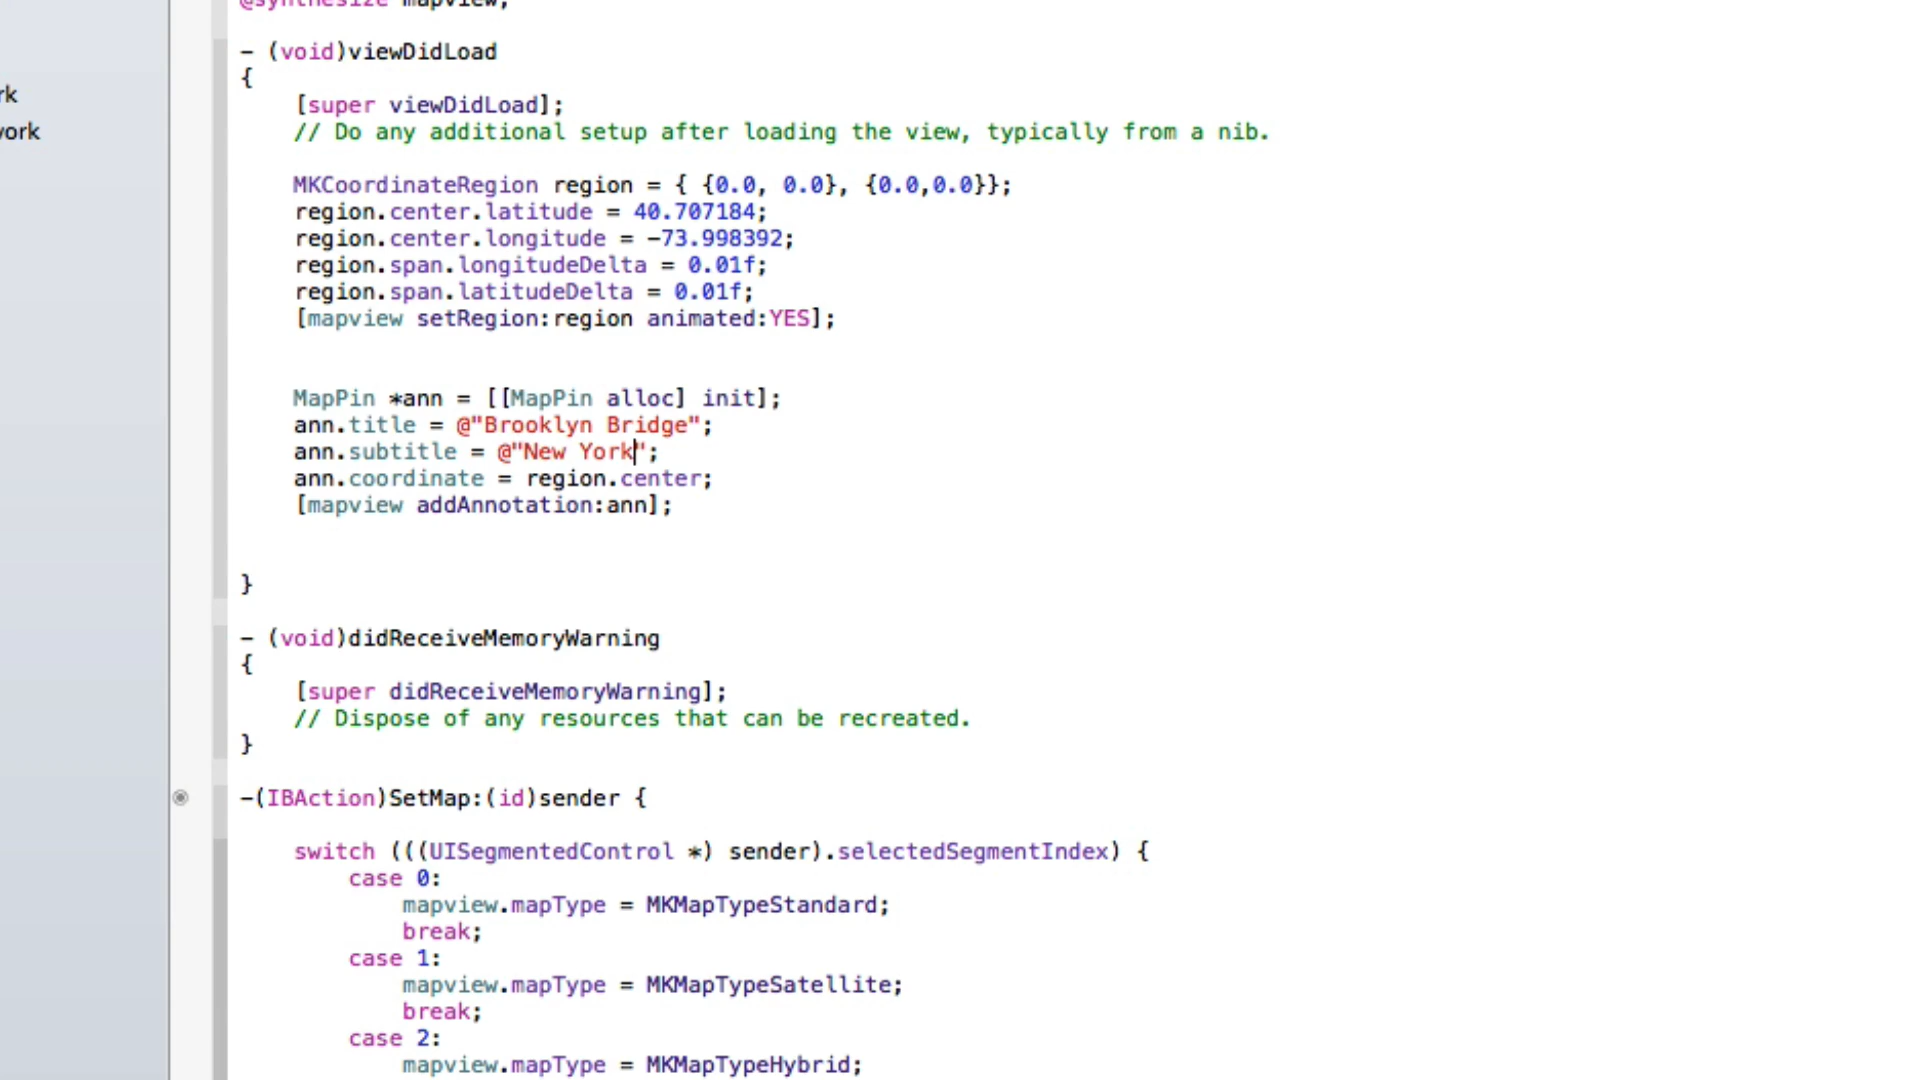 @synthesize mapview;
- (void)viewDidLoad
{
rk
[super viewDidLoad];
// Do any additional setup after loading the view, typically from a nib.
work
MKCoordinateRegion region = { {0.0, 0.0}, {0.0,0.0}};
region.center.latitude = 40.707184;
region.center.longitude = -73.998392;
region.span.longitudeDelta = 0.01f;
region.span.latitudeDelta = 0.01f;
[mapview setRegion:region animated:YES];
MapPin *ann = [[MapPin alloc] init];
ann.title = @"Brooklyn Bridge";
ann.subtitle = @"New York";
ann.coordinate = region.center;
[mapview addAnnotation:ann];
}
- (void)didReceiveMemoryWarning
{
[super didReceiveMemoryWarning];
// Dispose of any resources that can be recreated.
}
-(IBAction)SetMap:(id)sender {
switch (((UISegmentedControl *) sender).selectedSegmentIndex) {
case 0:
mapview.mapType = MKMapTypeStandard;
break;
case 1:
mapview.mapType = MKMapTypeSatellite;
break;
case 2:
mapview.mapType = MKMapTypeHybrid;